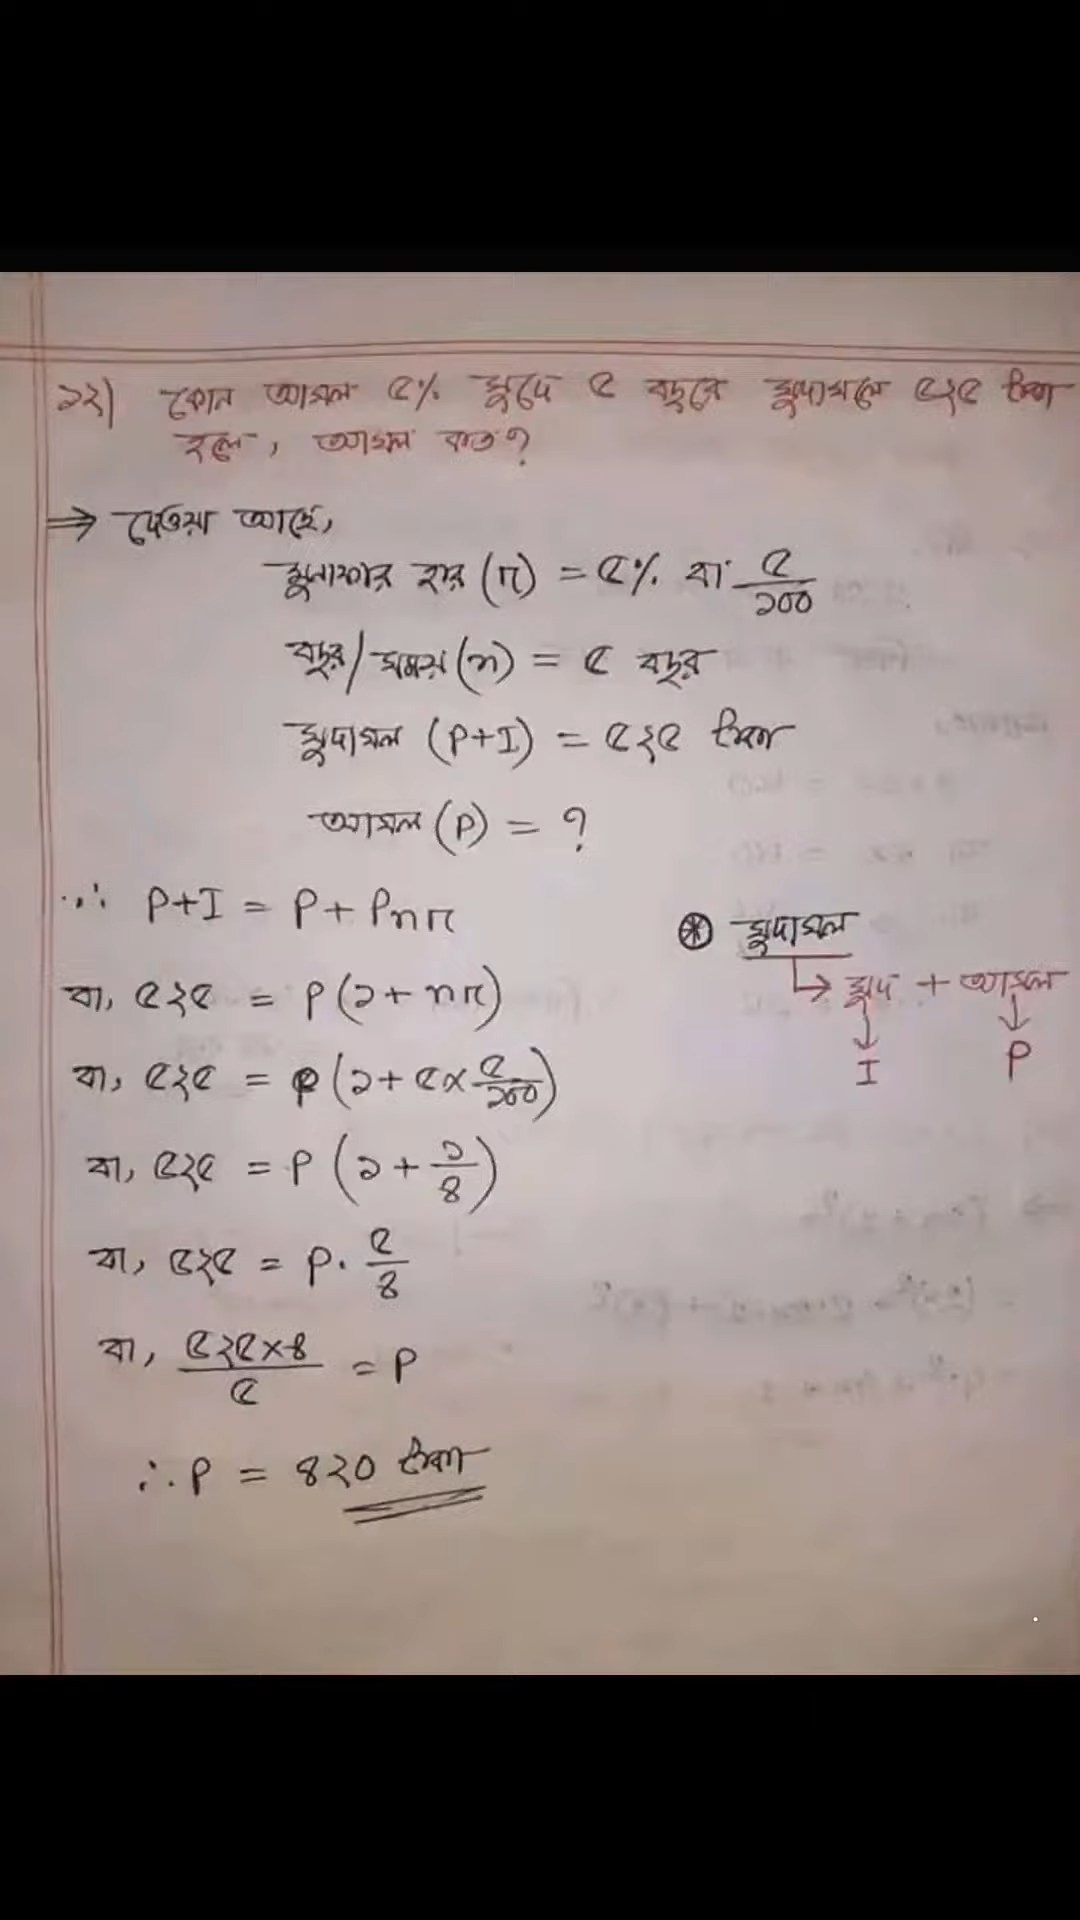 ১২) কোন আসল ৫% সুদে ৫ বছরে সুদাসলে ৫২৫ টাকা
হলে, আসল কত?
⇒ দেওয়া আছে,
মুনাফার হার (r) = ৫% বা ৫/১০০
বছর/সময় (n) = ৫ বছর
সুদাসল (P+I) = ৫২৫ টাকা
আসল (P) = ?
∴ P+I = P + Pnr
বা, ৫২৫ = P(১+nr)
বা, ৫২৫ = P(১+৫×৫/১০০)
বা, ৫২৫ = P(১+১/৪)
বা, ৫২৫ = P. ৫/৪
বা, ৫২৫×৪/৫ = P
∴ P = ৪২০ টাকা
⊛ সুদাসল
↳ সুদ + আসল
↓ ↓
I P